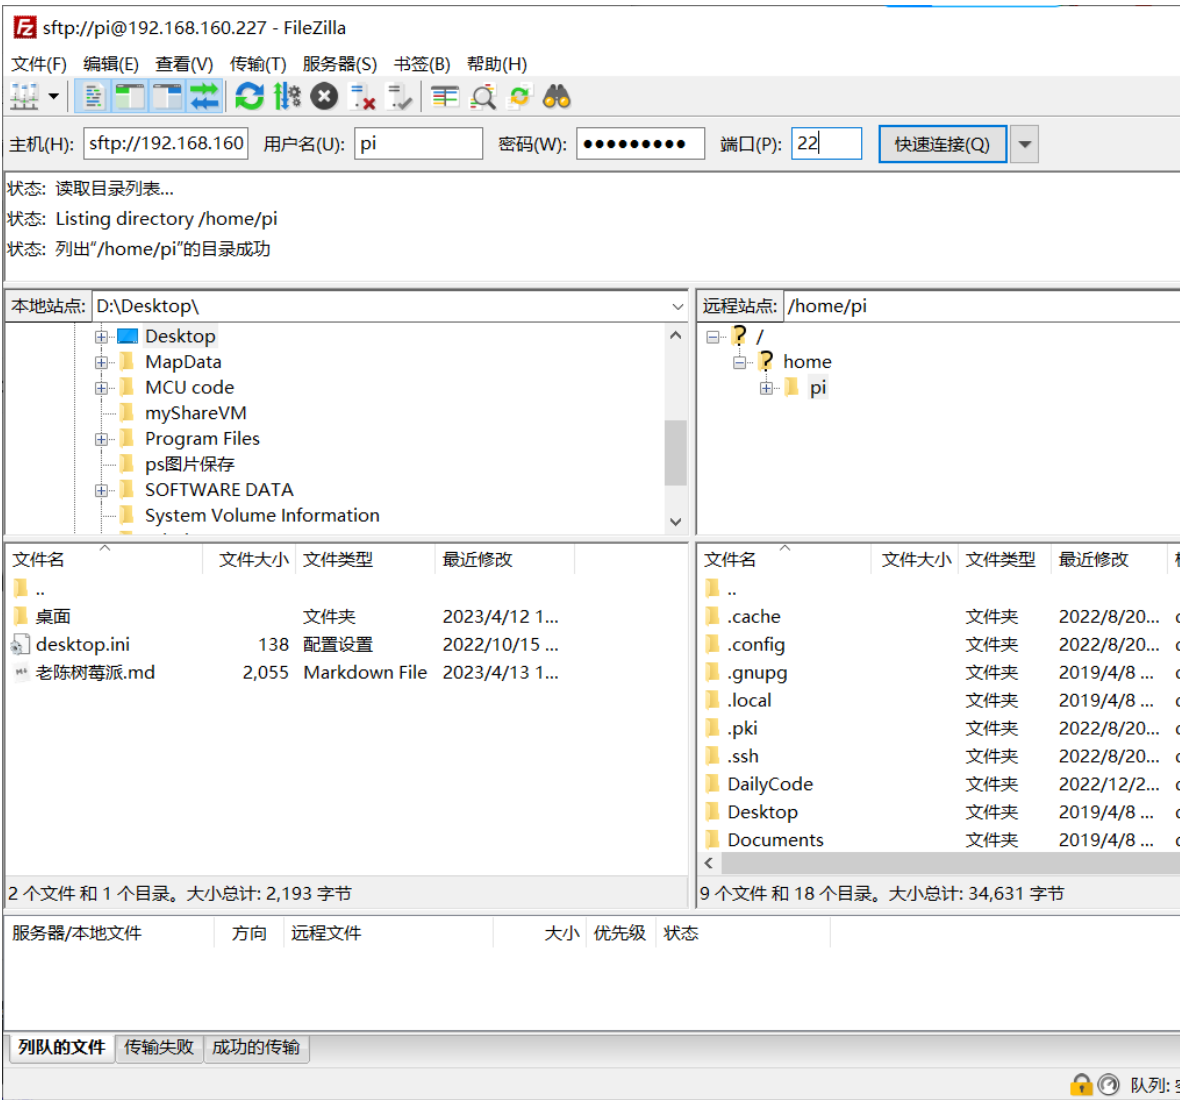 sftp://pi@192.168.160.227 - FileZilla
文件(F) 编辑(E) 查看(V) 传输(T) 服务器(S) 书签(B) 帮助(H)
主机(H): sftp://192.168.160 用户名(U): pi 密码(W): ●●●●●●●●● 端口(P): 22 快速连接(Q)
状态: 读取目录列表...
状态: Listing directory /home/pi
状态: 列出“/home/pi”的目录成功
本地站点: D:\Desktop\
Desktop
MapData
MCU code
myShareVM
Program Files
ps图片保存
SOFTWARE DATA
System Volume Information
远程站点: /home/pi
/
home
pi
文件名 文件大小 文件类型 最近修改
..
桌面 文件夹 2023/4/12 1...
desktop.ini 138 配置设置 2022/10/15 ...
老陈树莓派.md 2,055 Markdown File 2023/4/13 1...
2 个文件 和 1 个目录。大小总计: 2,193 字节
文件名 文件大小 文件类型 最近修改
..
.cache 文件夹 2022/8/20...
.config 文件夹 2022/8/20...
.gnupg 文件夹 2019/4/8 ...
.local 文件夹 2019/4/8 ...
.pki 文件夹 2022/8/20...
.ssh 文件夹 2022/8/20...
DailyCode 文件夹 2022/12/2...
Desktop 文件夹 2019/4/8 ...
Documents 文件夹 2019/4/8 ...
9 个文件 和 18 个目录。大小总计: 34,631 字节
服务器/本地文件 方向 远程文件 大小 优先级 状态
列队的文件 传输失败 成功的传输
队列: